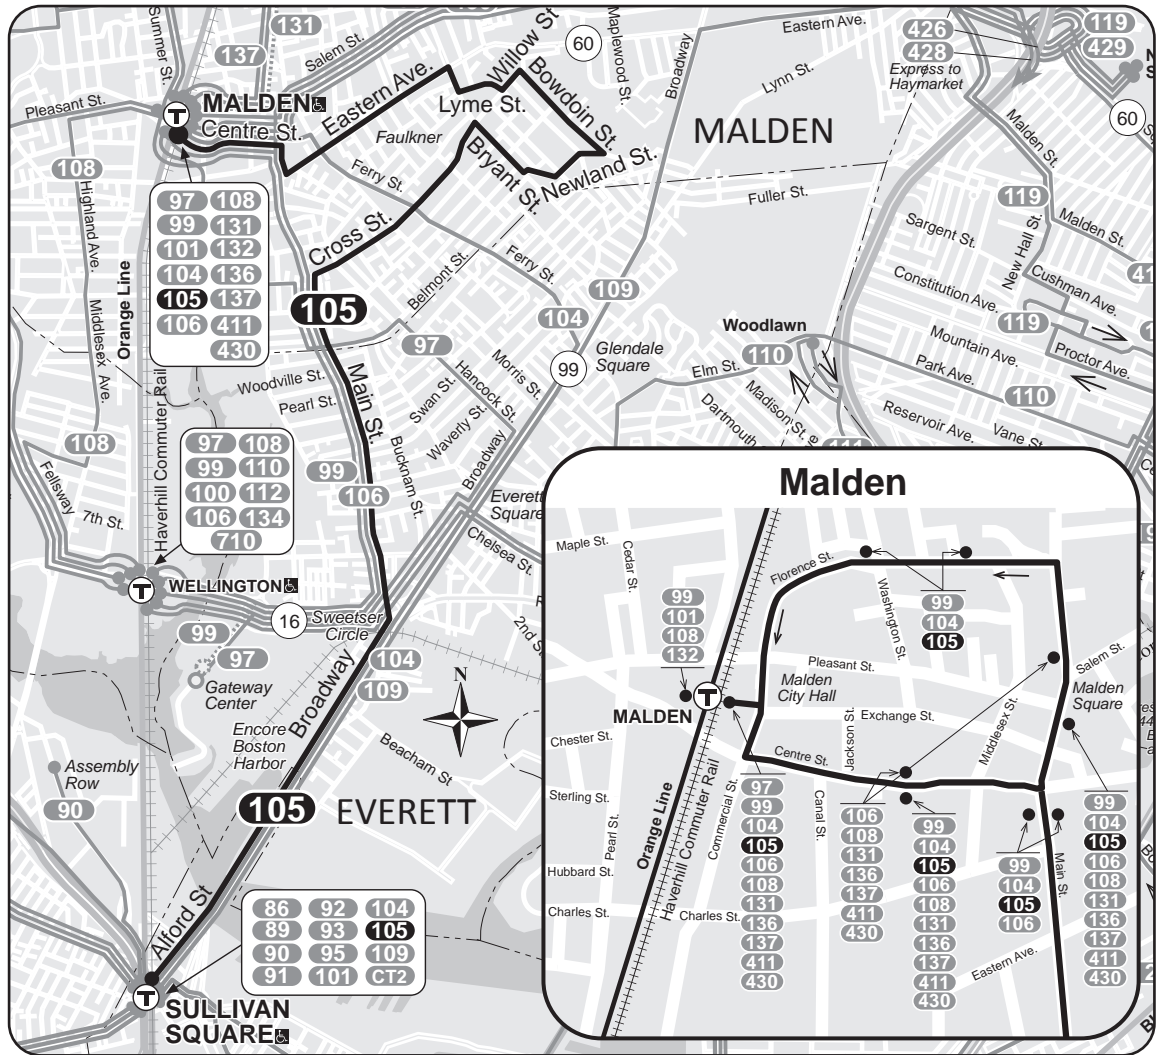 Summer St.
131
137
Salem St.
Willow St.
60
Maplewood St.
Broadway
Eastern Ave.
426
428
Express to
Haymarket
119
429
Pleasant St.
MALDEN
Centre St.
Eastern Ave.
Lyme St.
Bowdoin St.
Lynn St.
MALDEN
60
Faulkner
Bryant St.
Newland St.
Malden St.
108
Highland Ave.
Ferry St.
Fuller St.
119
97 108
99 131
101 132
104 136
105 137
106 411
430
Cross St.
Sargent St.
New Hall St.
Malden St.
Orange Line
Belmont St.
Ferry St.
Constitution Ave.
Cushman Ave.
41
105
109
104
Middlesex Ave.
97
Woodlawn
110
119
Mountain Ave.
Proctor Ave.
Glendale
Square
99
Elm St.
Park Ave.
110
Woodville St.
Pearl St.
Main St.
Swan St.
Hancock St.
Morris St.
Waverly St.
Madison St.
Dartmouth
Reservoir Ave.
Vane St.
108
Haverhill Commuter Rail
97 108
99 110
100 112
106 134
710
99
106
Bucknam St.
Broadway
Everett
Square
Chelsea St.
Fellsway
7th St.
WELLINGTON
16
Sweetser
Circle
2nd St.
99
97
Gateway
Center
104
109
Broadway
N
Encore
Boston
Harbor
Beacham St
Assembly
Row
90
105
EVERETT
Alford St
86 92 104
89 93 105
90 95 109
91 101 CT2
SULLIVAN
SQUARE
Malden
Maple St.
Cedar St.
Florence St.
Washington St.
99
104
105
99
101
108
132
Pleasant St.
Salem St.
Malden
City Hall
Malden
Square
MALDEN
Exchange St.
Jackson St.
Middlesex St.
Chester St.
Centre St.
Sterling St.
Pearl St.
Orange Line
Haverhill Commuter Rail
Commercial St.
Canal St.
Main St.
Hubbard St.
Charles St.
Charles St.
Eastern Ave.
97
99
104
105
106
108
131
136
137
411
430
106
108
131
136
137
411
430
99
104
105
106
108
131
136
137
411
430
99
104
105
106
99
104
105
106
108
131
136
137
411
430